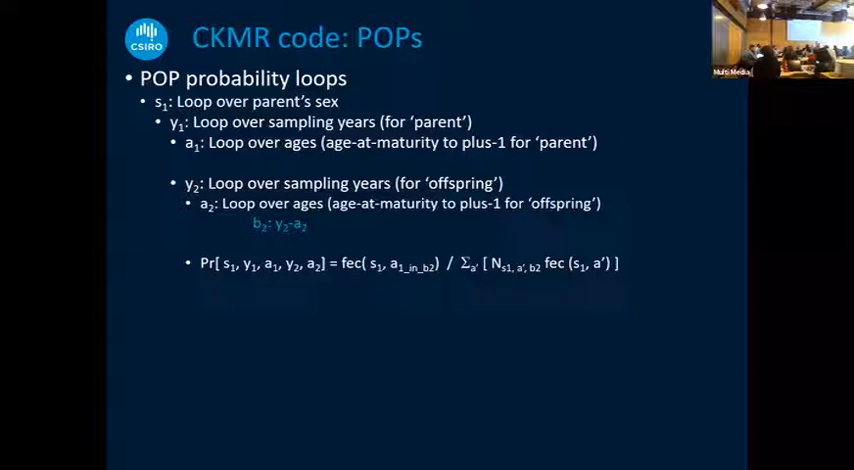 CSIRO
CKMR code: POPs
• POP probability loops
• s₁: Loop over parent's sex
• y₁: Loop over sampling years (for 'parent')
• a₁: Loop over ages (age-at-maturity to plus-1 for 'parent')
• y₂: Loop over sampling years (for 'offspring')
• a₂: Loop over ages (age-at-maturity to plus-1 for 'offspring')
b₂: y₂-a₂
• Pr[ s₁, y₁, a₁, y₂, a₂] = fec( s₁, a₁_in_b2) / Σa' [ Ns1, a', b2 fec (s₁, a') ]
Multi Media